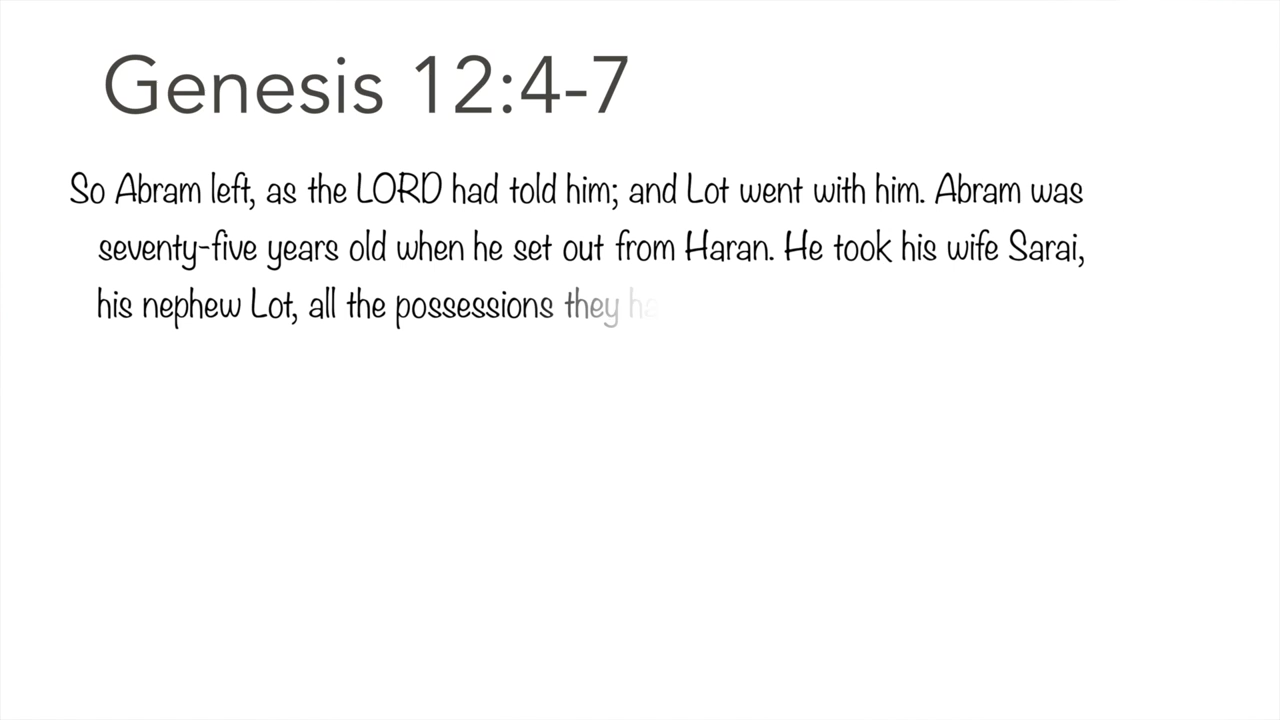 Genesis 12:4-7
So Abram left, as the LORD had told him; and Lot went with him. Abram was
seventy-five years old when he set out from Haran. He took his wife Sarai,
his nephew Lot, all the possessions they ha